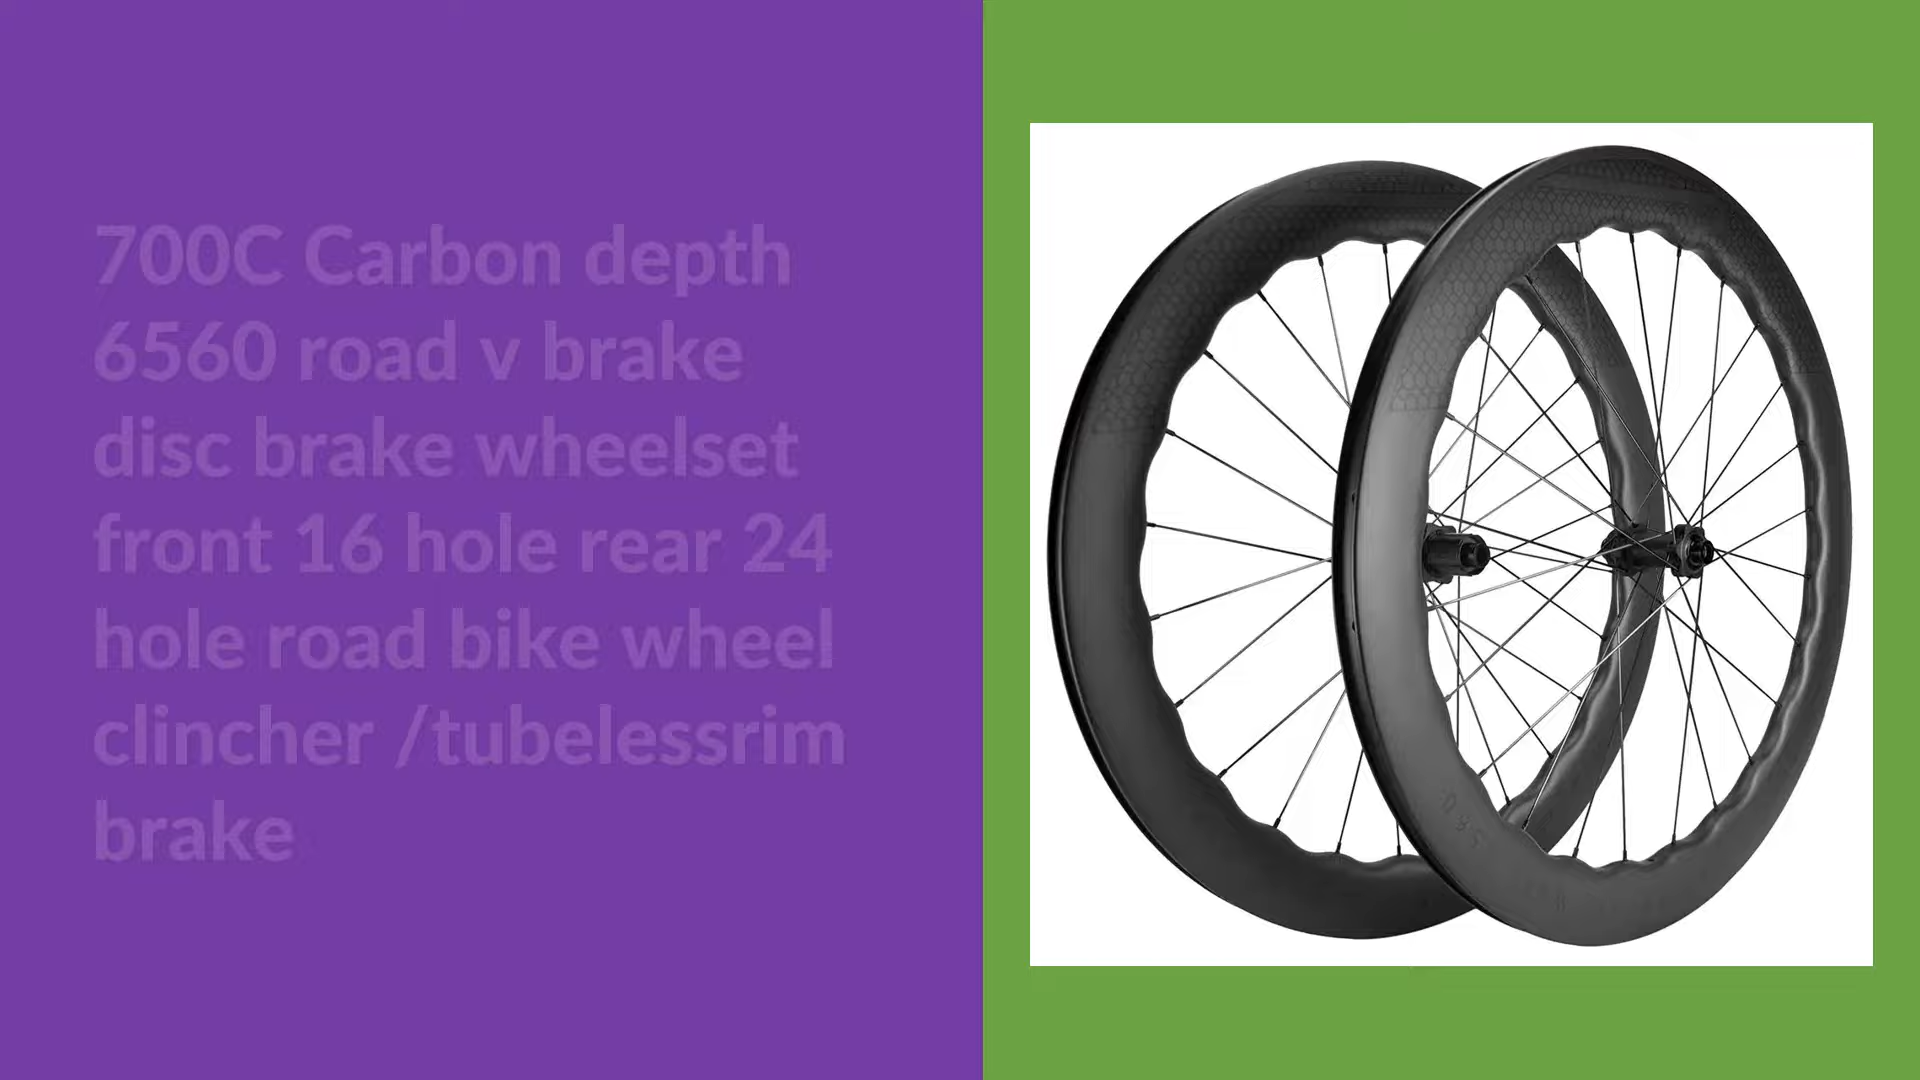 700C Carbon depth
6560 road v brake
disc brake wheelset
front 16 hole rear 24
hole road bike wheel
clincher /tubelessrim
brake